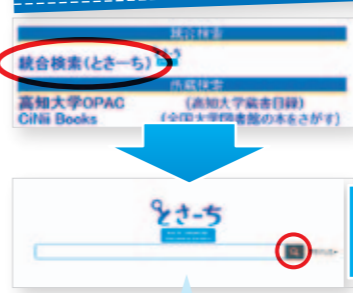 統合検索
統合検索(とさーち)
所蔵検索
高知大学OPAC (高知大学蔵書目録)
CiNii Books (全国大学図書館の本をさがす)
とさーち